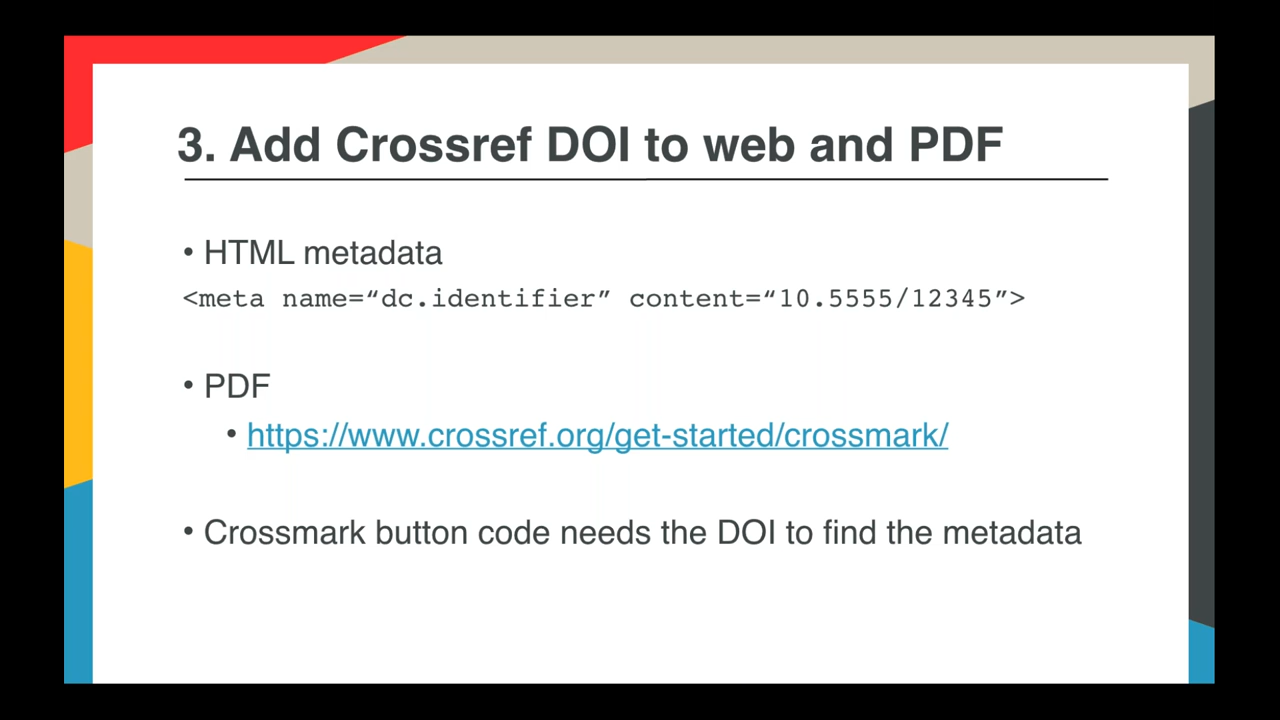 3. Add Crossref DOI to web and PDF
• HTML metadata
<meta name=“dc.identifier” content=“10.5555/12345”>
• PDF
• https://www.crossref.org/get-started/crossmark/
• Crossmark button code needs the DOI to find the metadata